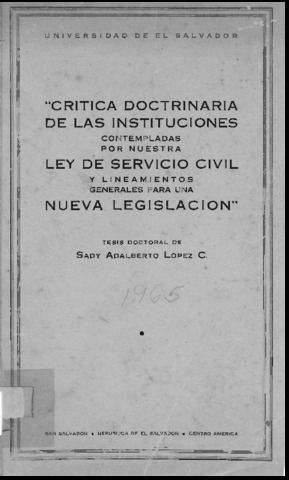 UNIVERSIDAD DE EL SALVADOR
"CRITICA DOCTRINARIA
DE LAS INSTITUCIONES
CONTEMPLADAS
POR NUESTRA
LEY DE SERVICIO CIVIL
Y LINEAMIENTOS
GENERALES PARA UNA
NUEVA LEGISLACION"
TESIS DOCTORAL DE
SADY ADALBERTO LOPEZ C.
1965
SAN SALVADOR • REPUBLICA DE EL SALVADOR • CENTRO AMERICA